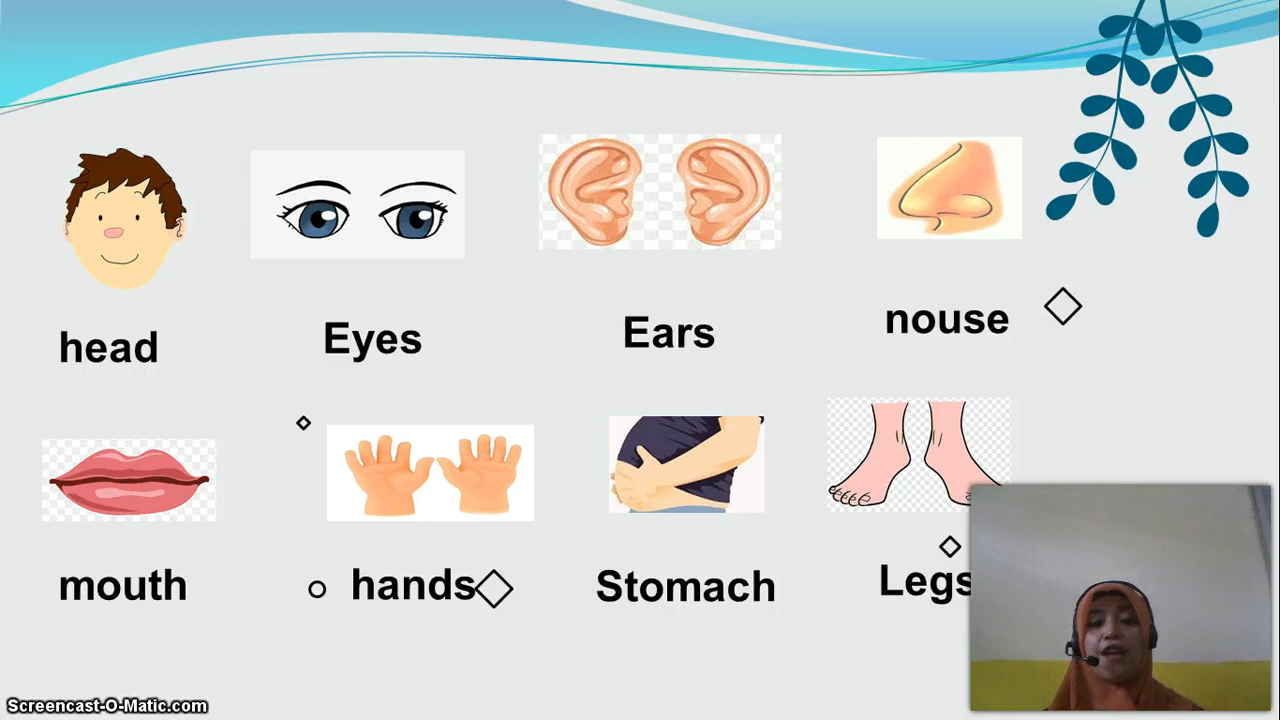 head
Eyes
Ears
nouse
mouth
hands
Stomach
Legs
Screencast-O-Matic.com